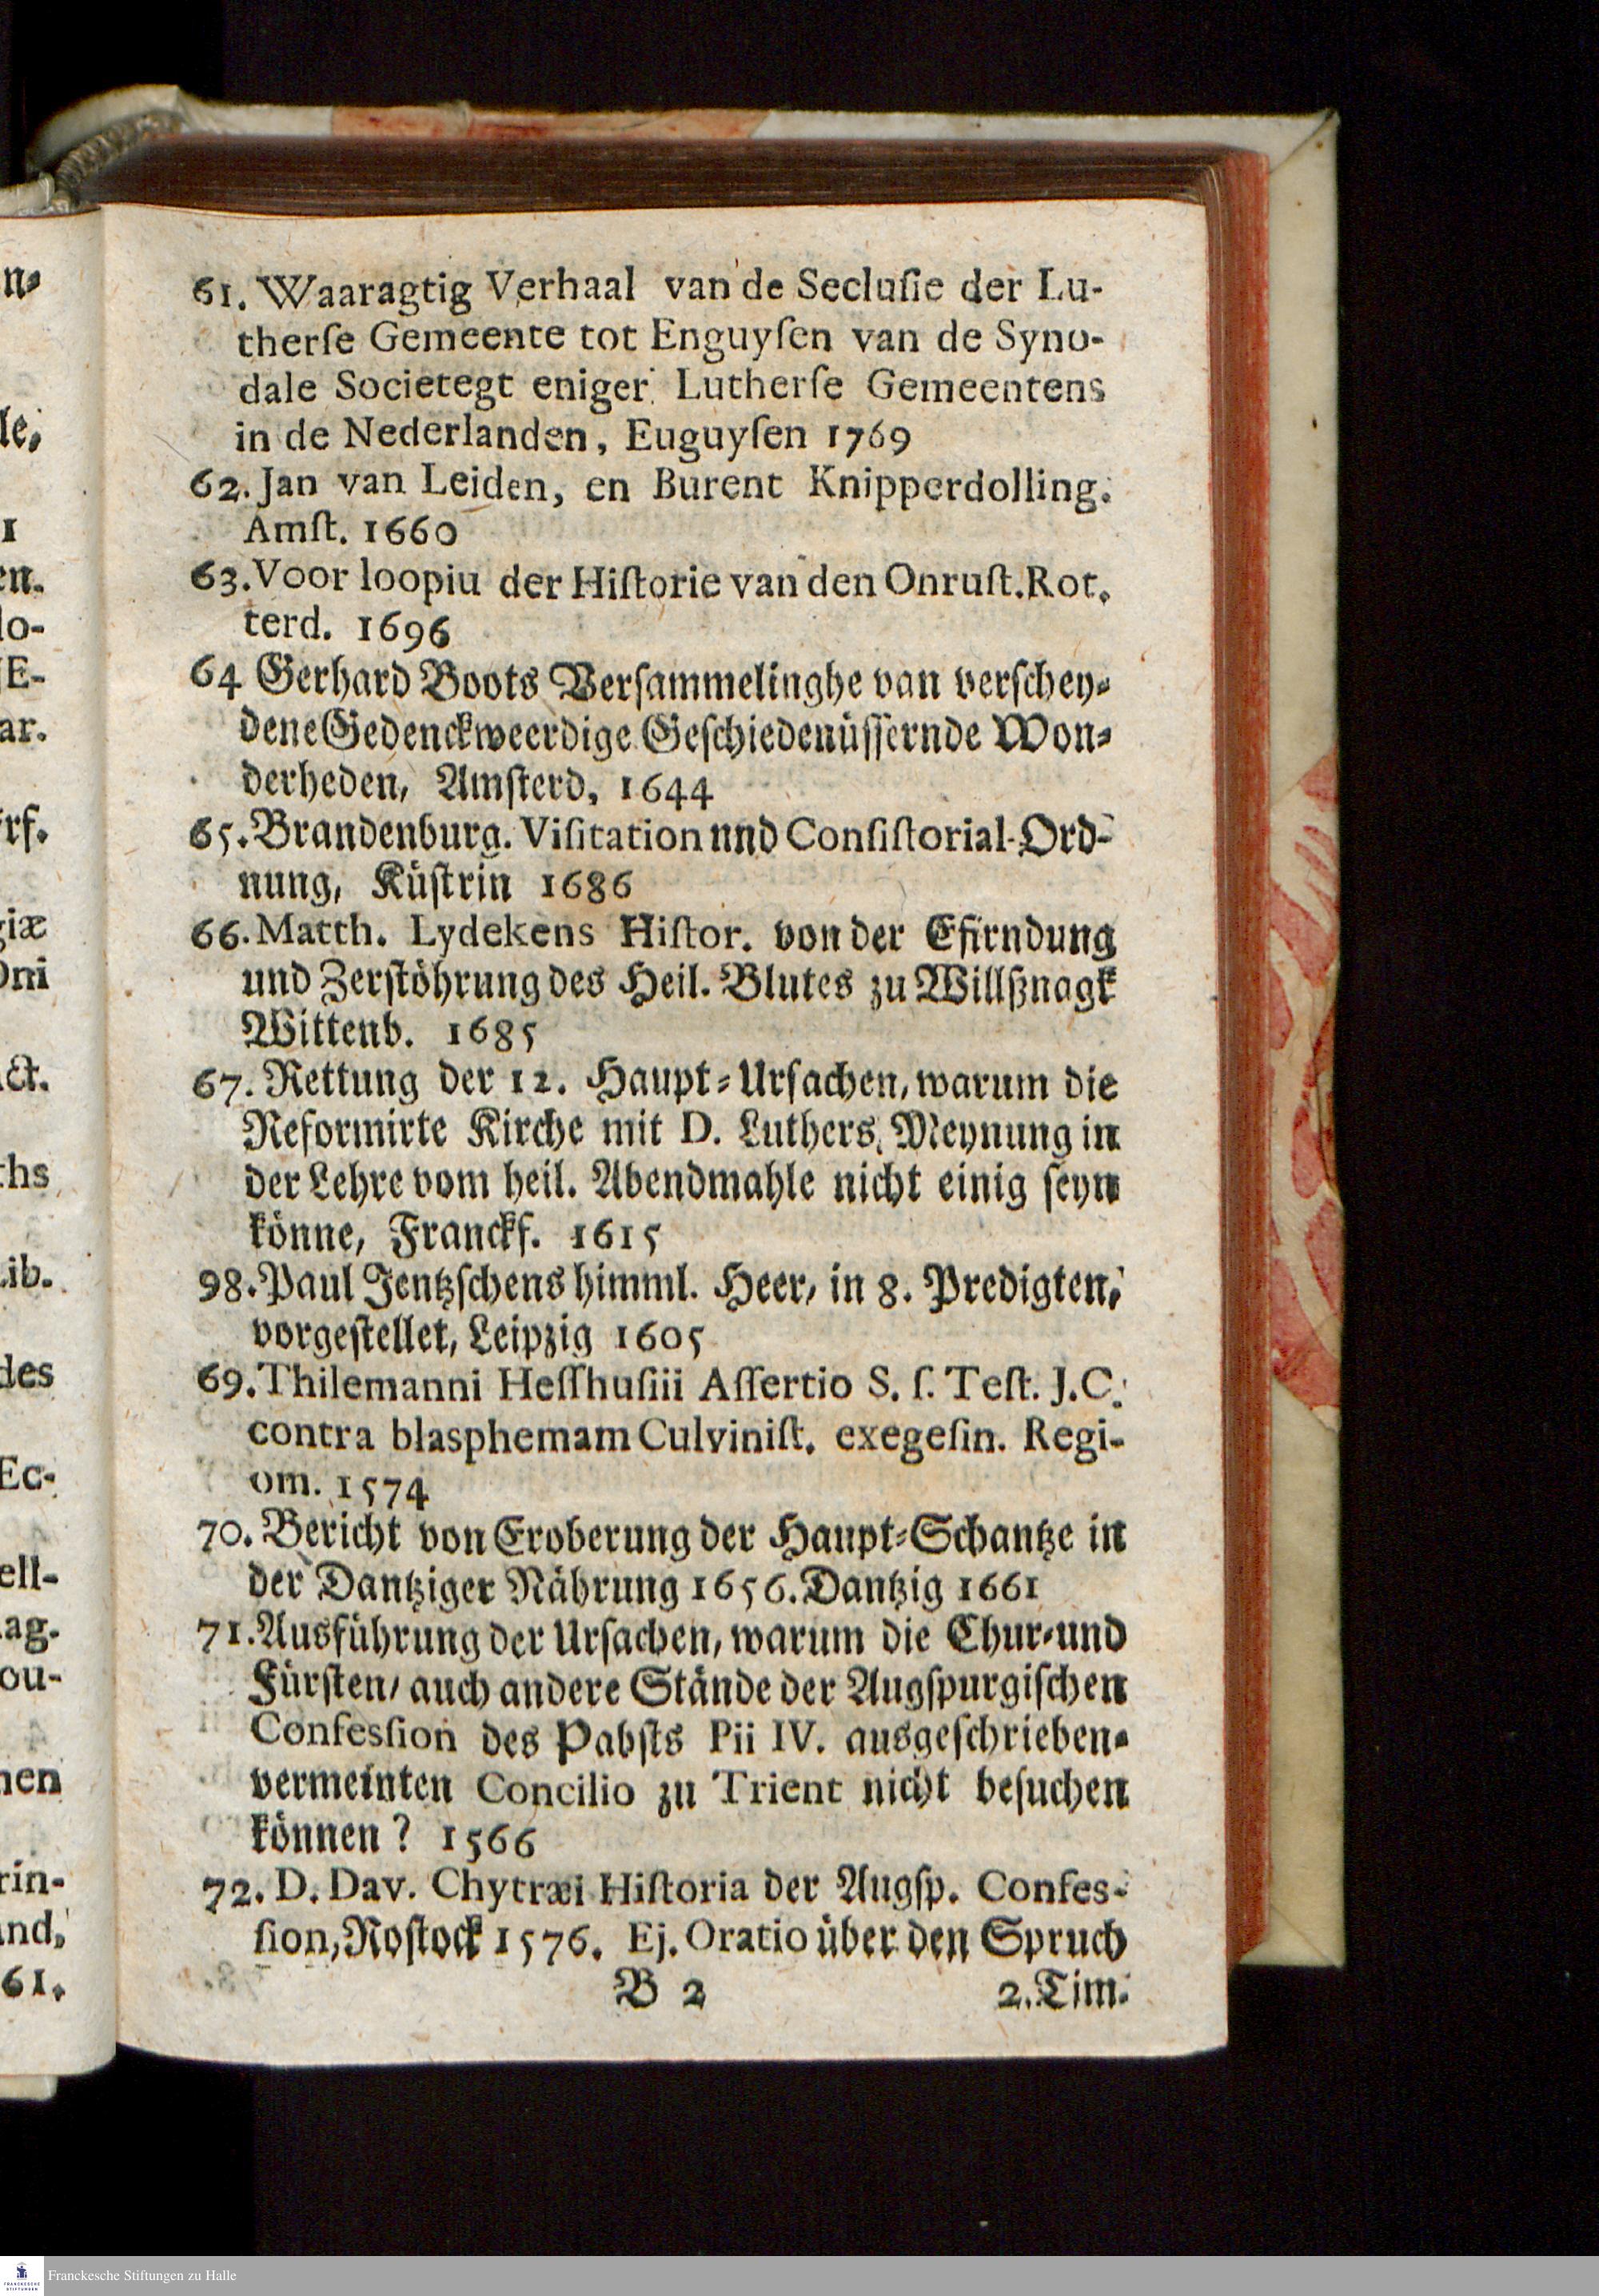 61. Waaragtig Verhaal van de Secluſie der Lu-
therſe Gemeente tot Enguyſen van de Syno-
dale Societegt eniger Lutherſe Gemeentens
in de Nederlanden, Euguyſen 1769
62. Jan van Leiden, en Burent Knipperdolling.
Amſt. 1660
63. Voor loopiu der Hiſtorie van den Onruſt. Rot.
terd. 1696
64 Gerhard Boots Verſammelinghe van verſchey-
dene Gedenckweerdige Geſchiedenüſſernde Won-
derheden, Amſterd, 1644
65. Brandenburg. Viſitation und Conſiſtorial-Ord-
nung, Küſtrin 1686
66. Matth. Lydekens Hiſtor. von der Efirndung
und Zerſtöhrung des Heil. Blutes zu Willßnagk
Wittenb. 1685
67. Rettung der 12. Haupt-Urſachen, warum die
Reformirte Kirche mit D. Luthers Meynung in
der Lehre vom heil. Abendmahle nicht einig ſeyn
könne, Franckf. 1615
98. Paul Jentzſchens himml. Heer, in 8. Predigten,
vorgeſtellet, Leipzig 1605
69. Thilemanni Heſſhuſiii Aſſertio S. ſ. Teſt. J. C.
contra blasphemam Culviniſt. exegeſin. Regi-
om. 1574
70. Bericht von Eroberung der Haupt-Schantze in
der Dantziger Nährung 1656. Dantzig 1661
71. Ausführung der Urſachen, warum die Chur-und
Fürſten/ auch andere Stände der Augſpurgiſchen
Confesſion des Pabſts Pii IV. ausgeſchrieben-
vermeinten Concilio zu Trient nicht beſuchen
können? 1566
72. D. Dav. Chytræi Hiſtoria der Augſp. Confes-
ſion, Roſtock 1576. Ej. Oratio über den Spruch
B 2 2. Tim.
Franckesche Stiftungen zu Halle